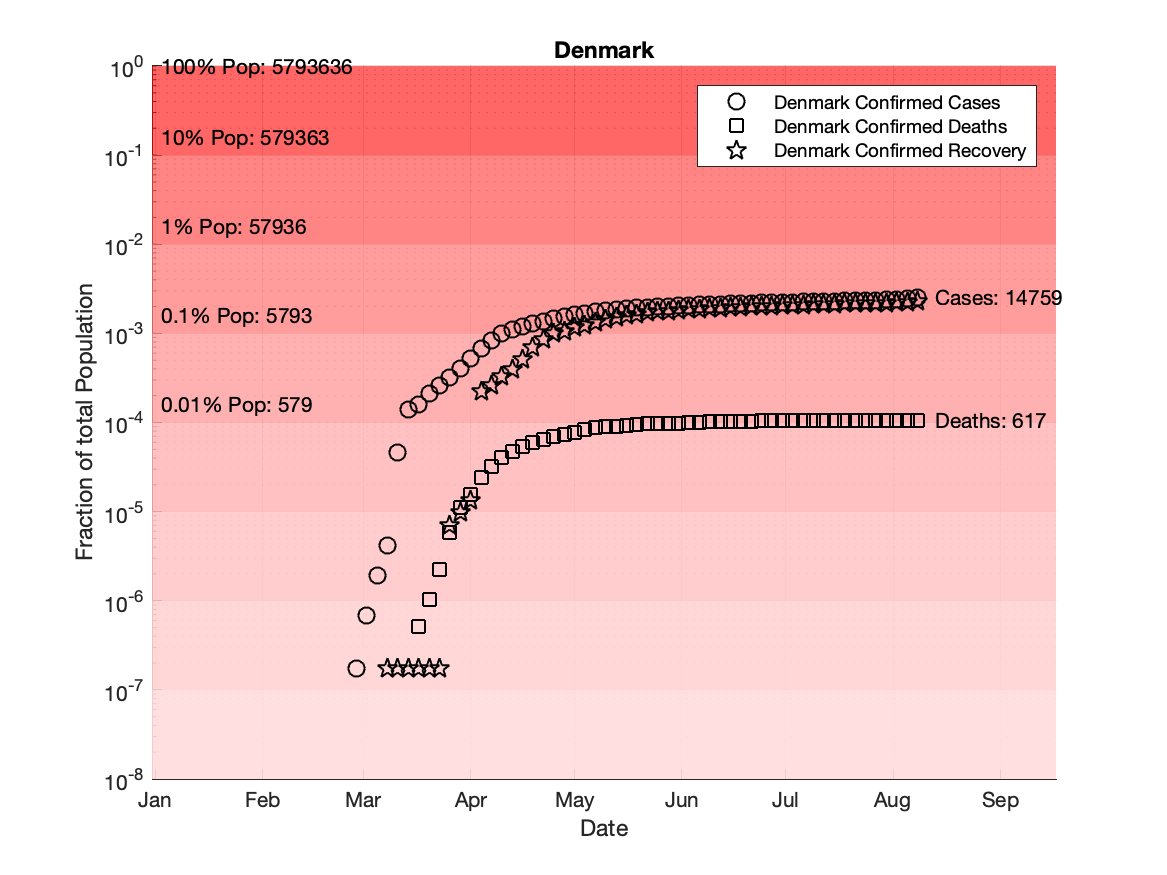 Denmark
10^0
100% Pop: 5793636
Denmark Confirmed Cases
Denmark Confirmed Deaths
Denmark Confirmed Recovery
10% Pop: 579363
10^-1
1% Pop: 57936
10^-2
Cases: 14759
0.1% Pop: 5793
10^-3
0.01% Pop: 579
10^-4
Deaths: 617
10^-5
10^-6
10^-7
10^-8
Fraction of total Population
Jan Feb Mar Apr May Jun Jul Aug Sep
Date